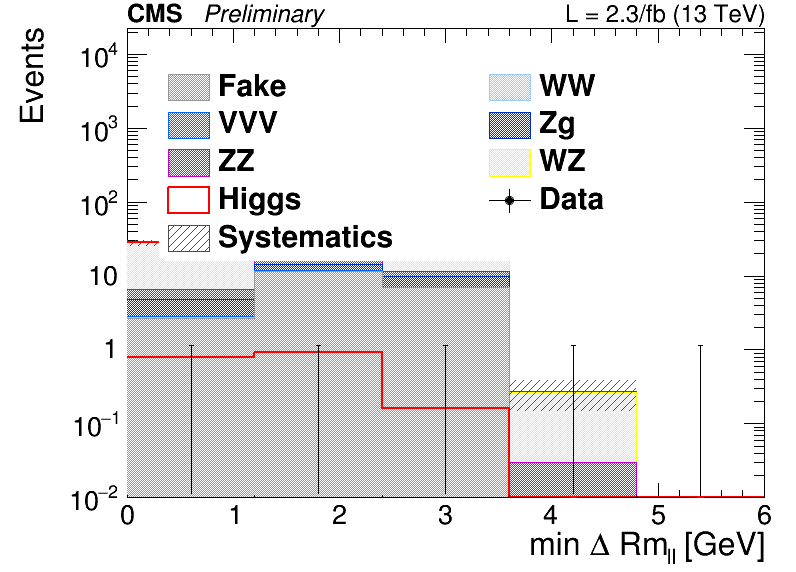 CMS Preliminary L = 2.3/fb (13 TeV)
Events
10⁴
10³
10²
10
1
10⁻¹
10⁻²
Fake WW
VVV Zg
ZZ WZ
Higgs Data
Systematics
0 1 2 3 4 5 6
min Δ Rm_ll [GeV]